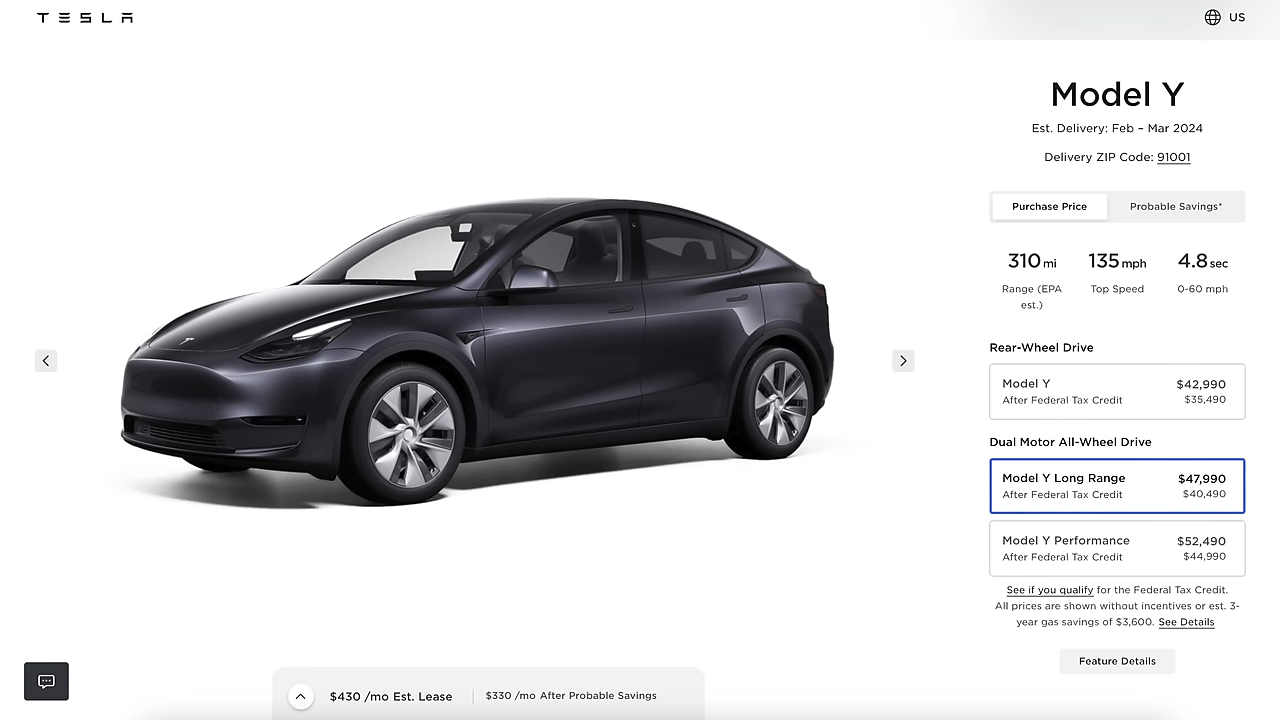 TESLA
US
Model Y
Est. Delivery: Feb – Mar 2024
Delivery ZIP Code: 91001
Purchase Price
Probable Savings*
310 mi
135 mph
4.8 sec
Range (EPA
est.)
Top Speed
0-60 mph
Rear-Wheel Drive
Model Y $42,990
After Federal Tax Credit $35,490
Dual Motor All-Wheel Drive
Model Y Long Range $47,990
After Federal Tax Credit $40,490
Model Y Performance $52,490
After Federal Tax Credit $44,990
See if you qualify for the Federal Tax Credit.
All prices are shown without incentives or est. 3-
year gas savings of $3,600. See Details
Feature Details
$430 /mo Est. Lease
$330 /mo After Probable Savings